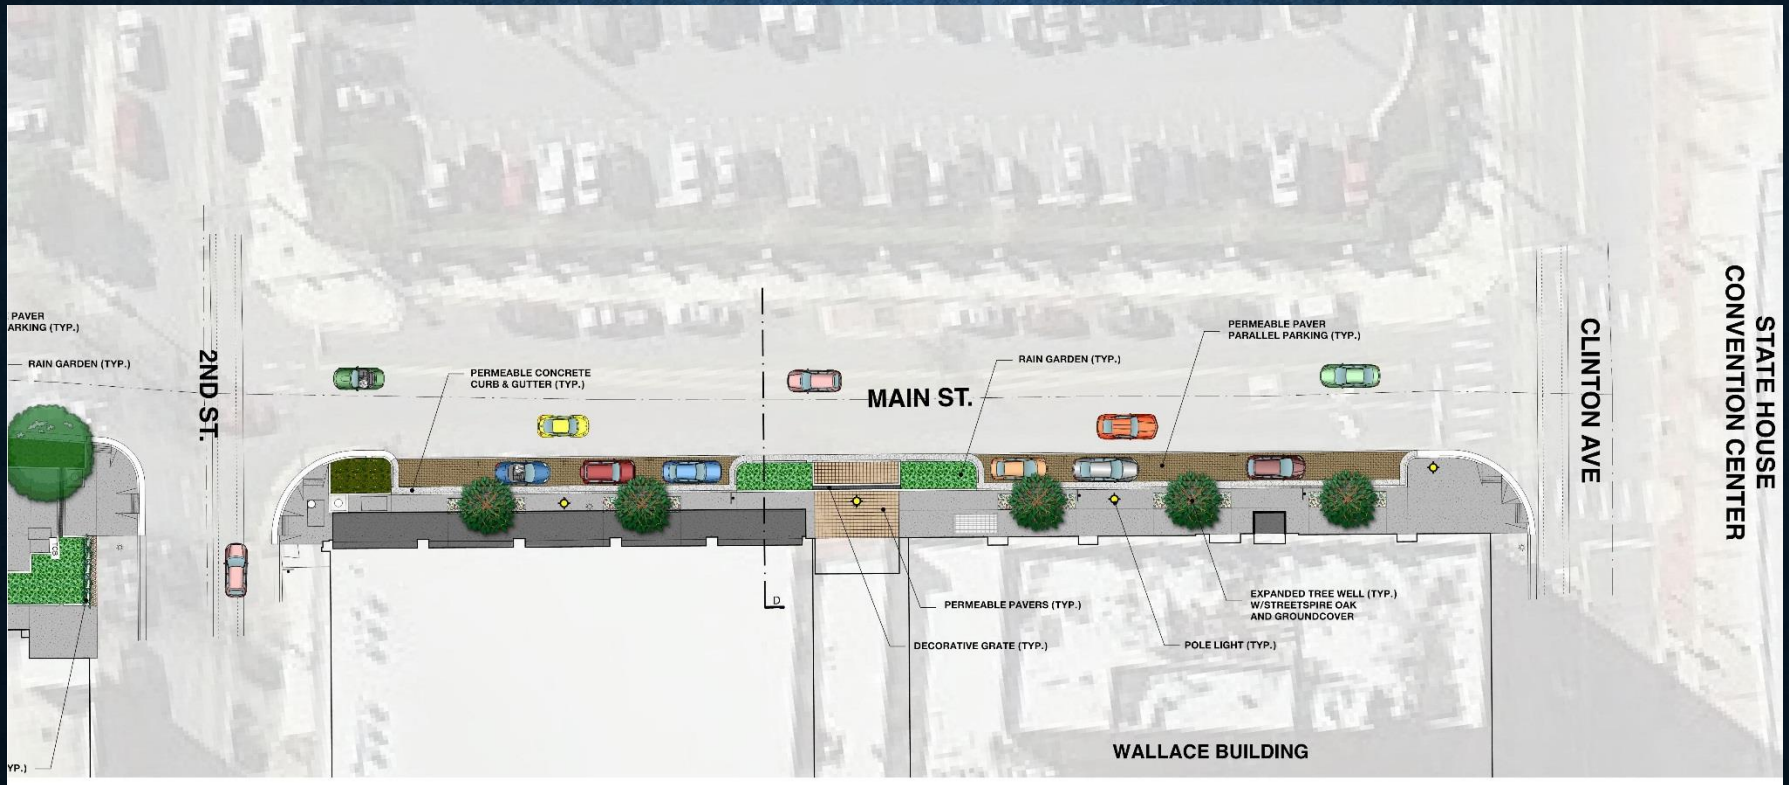 PAVER
ARKING (TYP.)
RAIN GARDEN (TYP.)
2ND ST.
PERMEABLE CONCRETE
CURB & GUTTER (TYP.)
MAIN ST.
RAIN GARDEN (TYP.)
PERMEABLE PAVER
PARALLEL PARKING (TYP.)
CLINTON AVE
STATE HOUSE
CONVENTION CENTER
D
PERMEABLE PAVERS (TYP.)
DECORATIVE GRATE (TYP.)
EXPANDED TREE WELL (TYP.)
W/STREETSPIRE OAK
AND GROUNDCOVER
POLE LIGHT (TYP.)
WALLACE BUILDING
YP.)